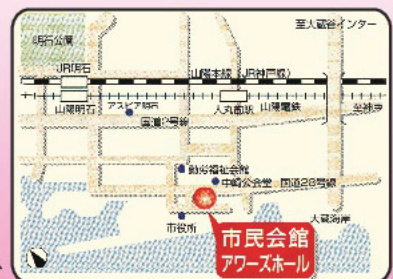 至大蔵谷インター
明石公園
JR明石
山陽本線（JR神戸線）
山陽明石
アスピア明石
人丸前駅
山陽電鉄
至神戸
国道2号線
勤労福祉会館
中崎公会堂
国道28号線
市役所
大蔵海岸
市民会館
アワーズホール